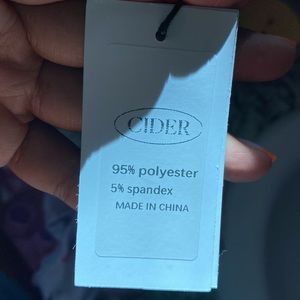 CIDER
95% polyester
5% spandex
MADE IN CHINA